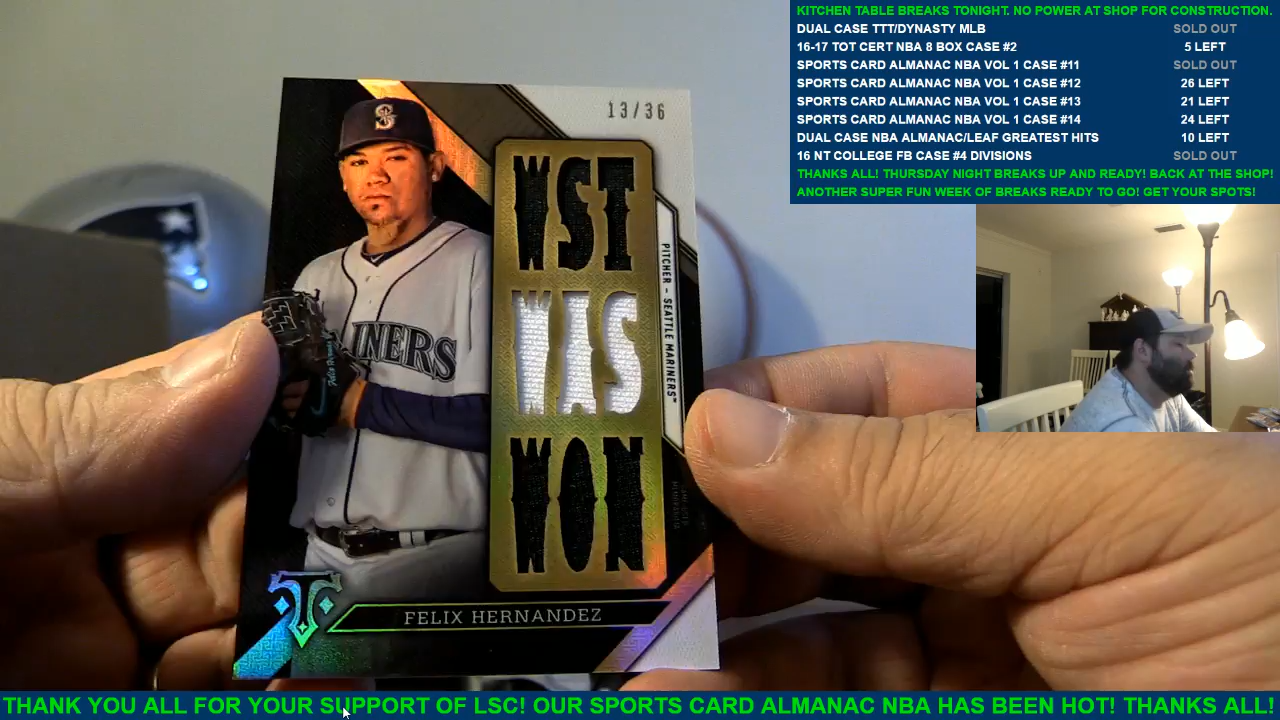 KITCHEN TABLE BREAKS TONIGHT. NO POWER AT SHOP FOR CONSTRUCTION.
DUAL CASE TTT/DYNASTY MLB SOLD OUT
16-17 TOT CERT NBA 8 BOX CASE #2 5 LEFT
SPORTS CARD ALMANAC NBA VOL 1 CASE #11 SOLD OUT
SPORTS CARD ALMANAC NBA VOL 1 CASE #12 26 LEFT
SPORTS CARD ALMANAC NBA VOL 1 CASE #13 21 LEFT
SPORTS CARD ALMANAC NBA VOL 1 CASE #14 24 LEFT
DUAL CASE NBA ALMANAC/LEAF GREATEST HITS 10 LEFT
16 NT COLLEGE FB CASE #4 DIVISIONS SOLD OUT
THANKS ALL! THURSDAY NIGHT BREAKS UP AND READY! BACK AT THE SHOP!
ANOTHER SUPER FUN WEEK OF BREAKS READY TO GO! GET YOUR SPOTS!
13/36
S
WST
WAS
WON
PITCHER - SEATTLE MARINERS™
INERS
T
FELIX HERNANDEZ
THANK YOU ALL FOR YOUR SUPPORT OF LSC! OUR SPORTS CARD ALMANAC NBA HAS BEEN HOT! THANKS ALL!